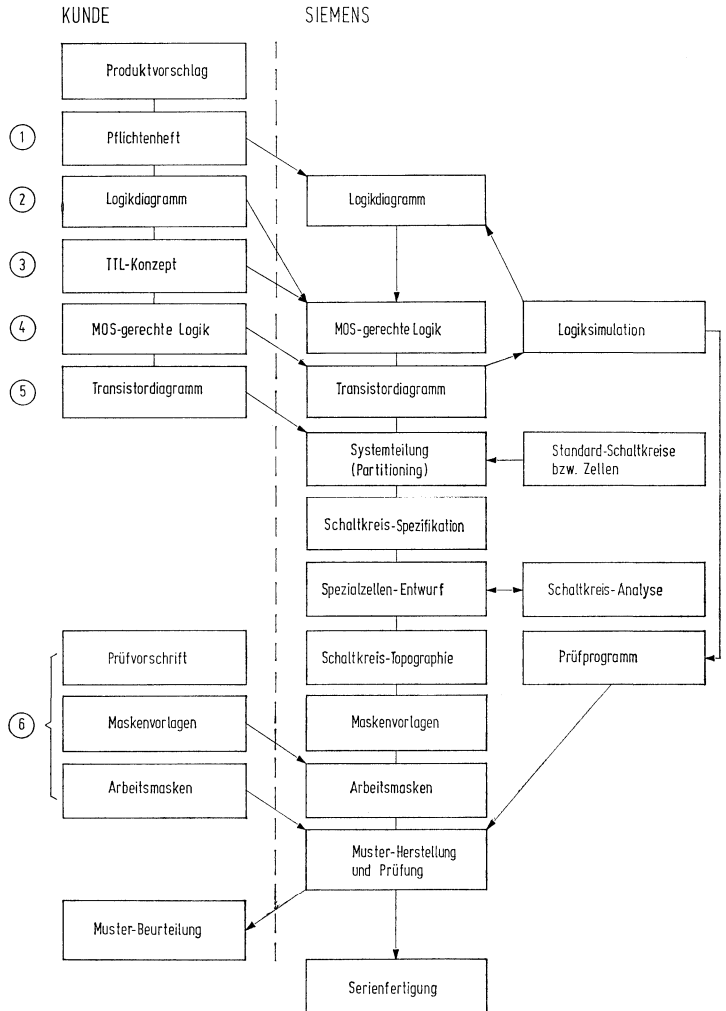 KUNDE
SIEMENS
Produktvorschlag
1
Pflichtenheft
2
Logikdiagramm
Logikdiagramm
3
TTL-Konzept
4
MOS-gerechte Logik
MOS-gerechte Logik
Logiksimulation
5
Transistordiagramm
Transistordiagramm
Systemteilung
(Partitioning)
Standard-Schaltkreise
bzw. Zellen
Schaltkreis-Spezifikation
Spezialzellen-Entwurf
Schaltkreis-Analyse
Prüfvorschrift
Schaltkreis-Topographie
Prüfprogramm
6
Maskenvorlagen
Maskenvorlagen
Arbeitsmasken
Arbeitsmasken
Muster-Herstellung
und Prüfung
Muster-Beurteilung
Serienfertigung